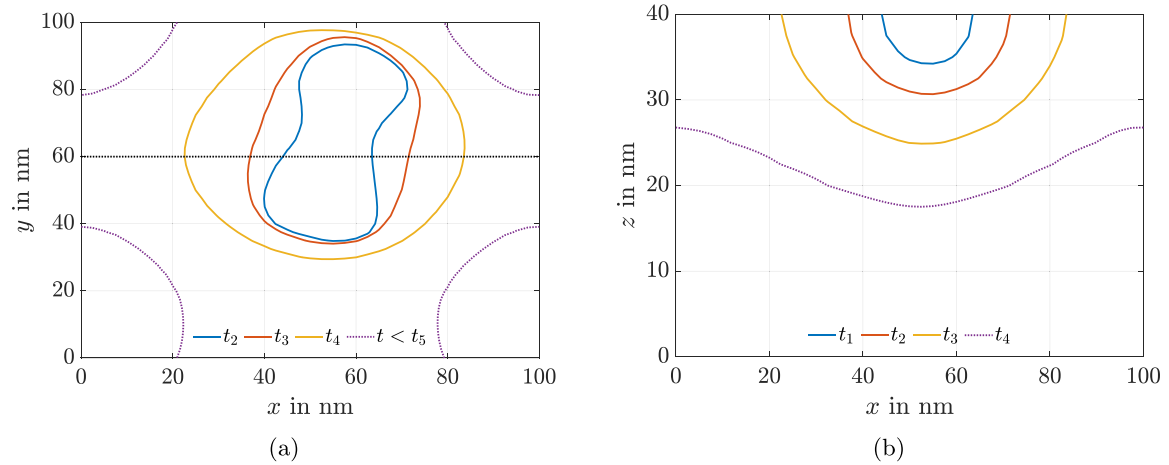 100
80
60
40
20
0
y in nm
t₂ t₃ t₄ t < t₅
0 20 40 60 80 100
x in nm
(a)
40
30
20
10
0
z in nm
t₁ t₂ t₃ t₄
0 20 40 60 80 100
x in nm
(b)